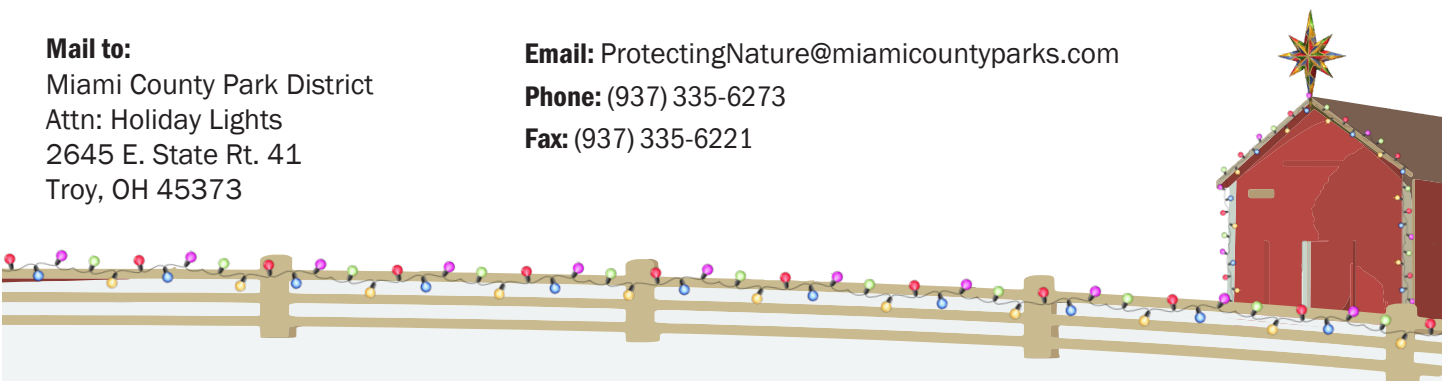 Mail to:
Miami County Park District
Attn: Holiday Lights
2645 E. State Rt. 41
Troy, OH 45373
Email: ProtectingNature@miamicountyparks.com
Phone: (937) 335-6273
Fax: (937) 335-6221